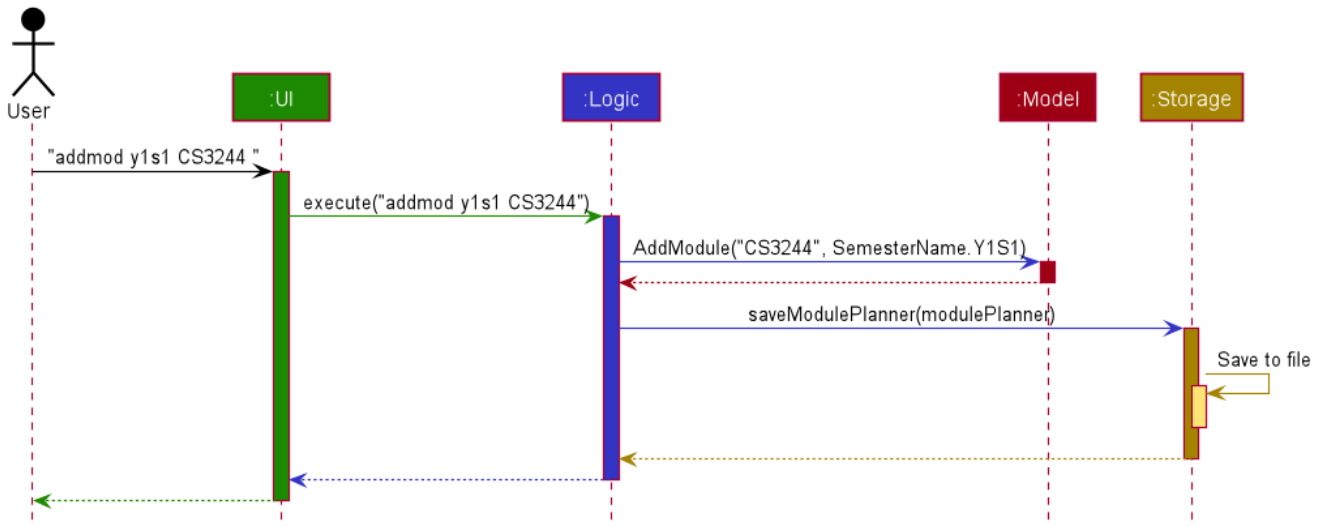 User
:UI
:Logic
:Model
:Storage
"addmod y1s1 CS3244 "
execute("addmod y1s1 CS3244")
AddModule("CS3244", SemesterName.Y1S1)
saveModulePlanner(modulePlanner)
Save to file